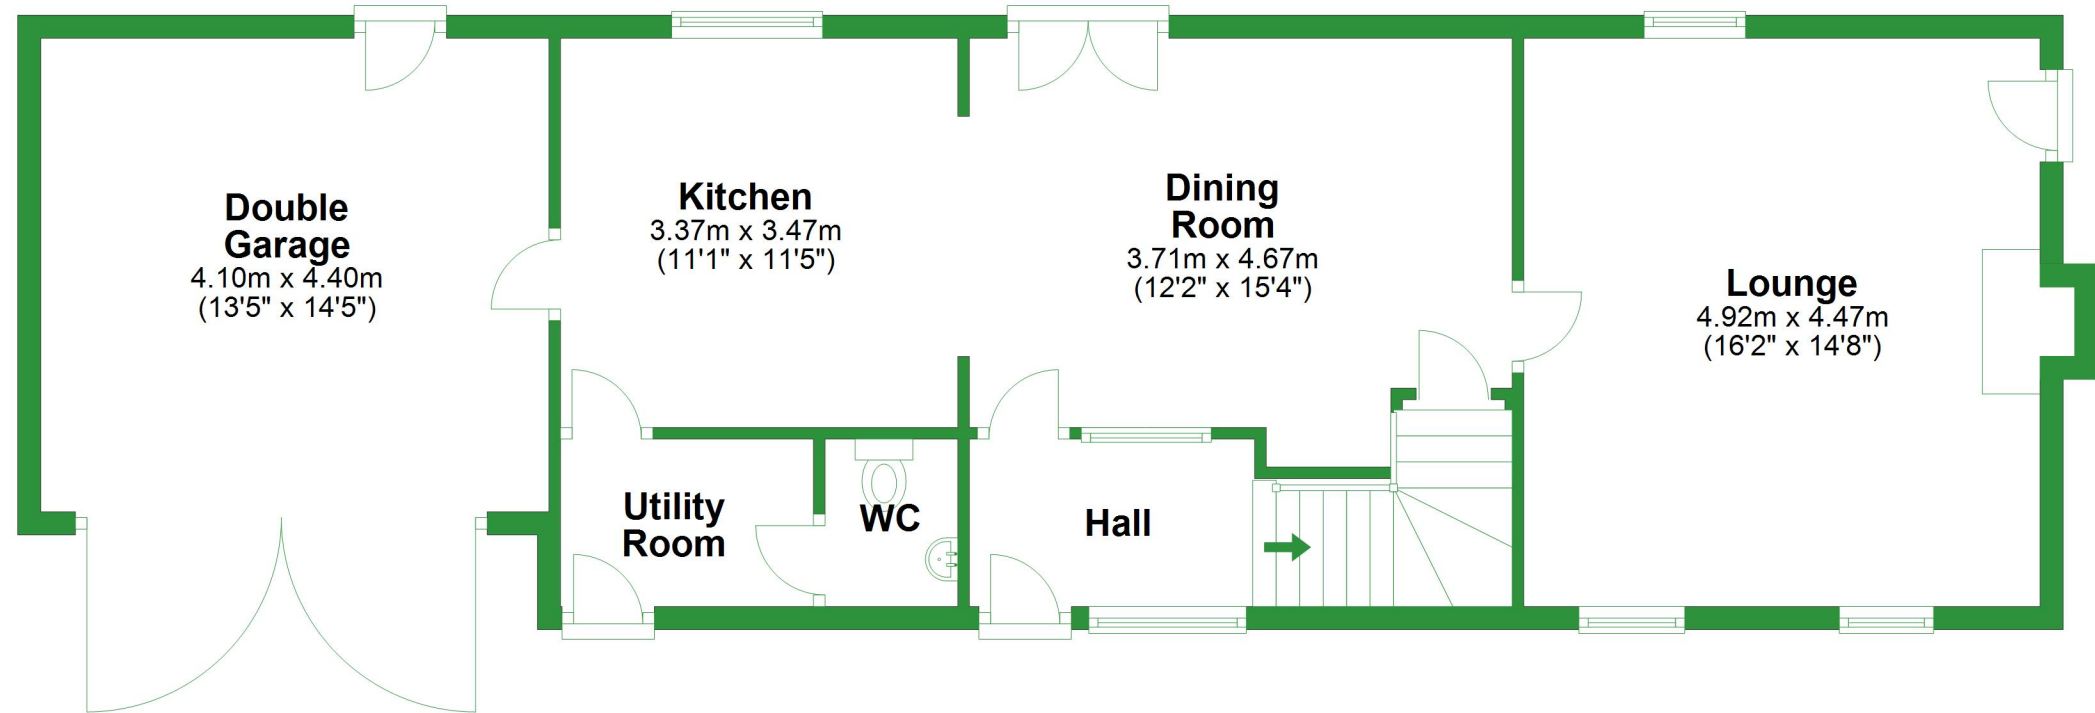 Double
Garage
4.10m x 4.40m
(13'5" x 14'5")
Kitchen
3.37m x 3.47m
(11'1" x 11'5")
Dining
Room
3.71m x 4.67m
(12'2" x 15'4")
Lounge
4.92m x 4.47m
(16'2" x 14'8")
Utility
Room
WC
Hall